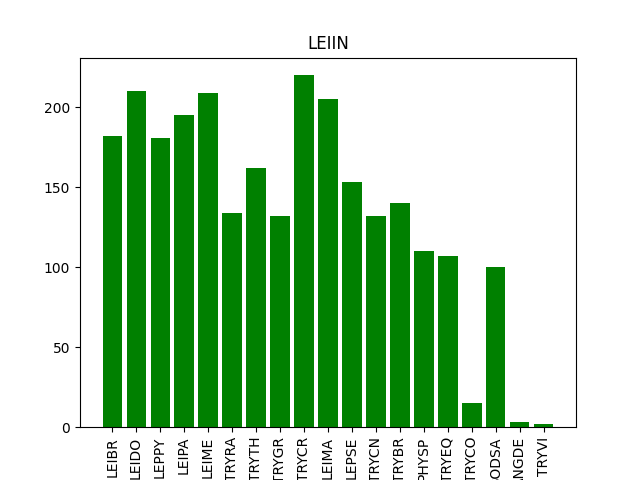 LEIIN
200
150
100
50
0
LEIBR
LEIDO
LEPPY
LEIPA
LEIME
TRYRA
TRYTH
TRYGR
TRYCR
LEIMA
LEPSE
TRYCN
TRYBR
PHYSP
TRYEQ
TRYCO
ODSA
NGDE
TRYVI